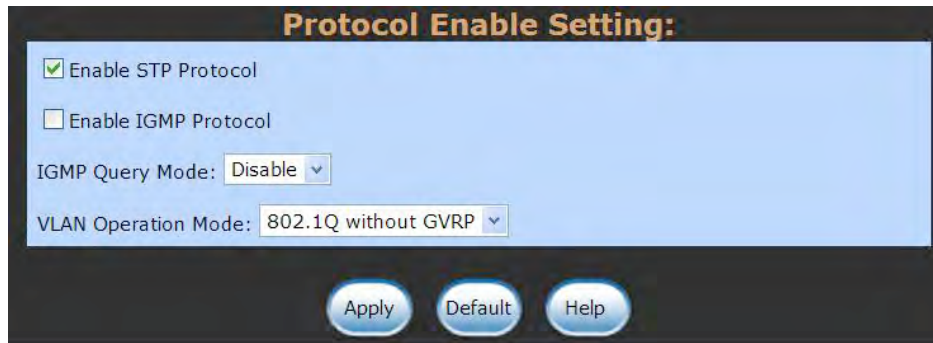 Protocol Enable Setting:
Enable STP Protocol
Enable IGMP Protocol
IGMP Query Mode: Disable
VLAN Operation Mode: 802.1Q without GVRP
Apply Default Help